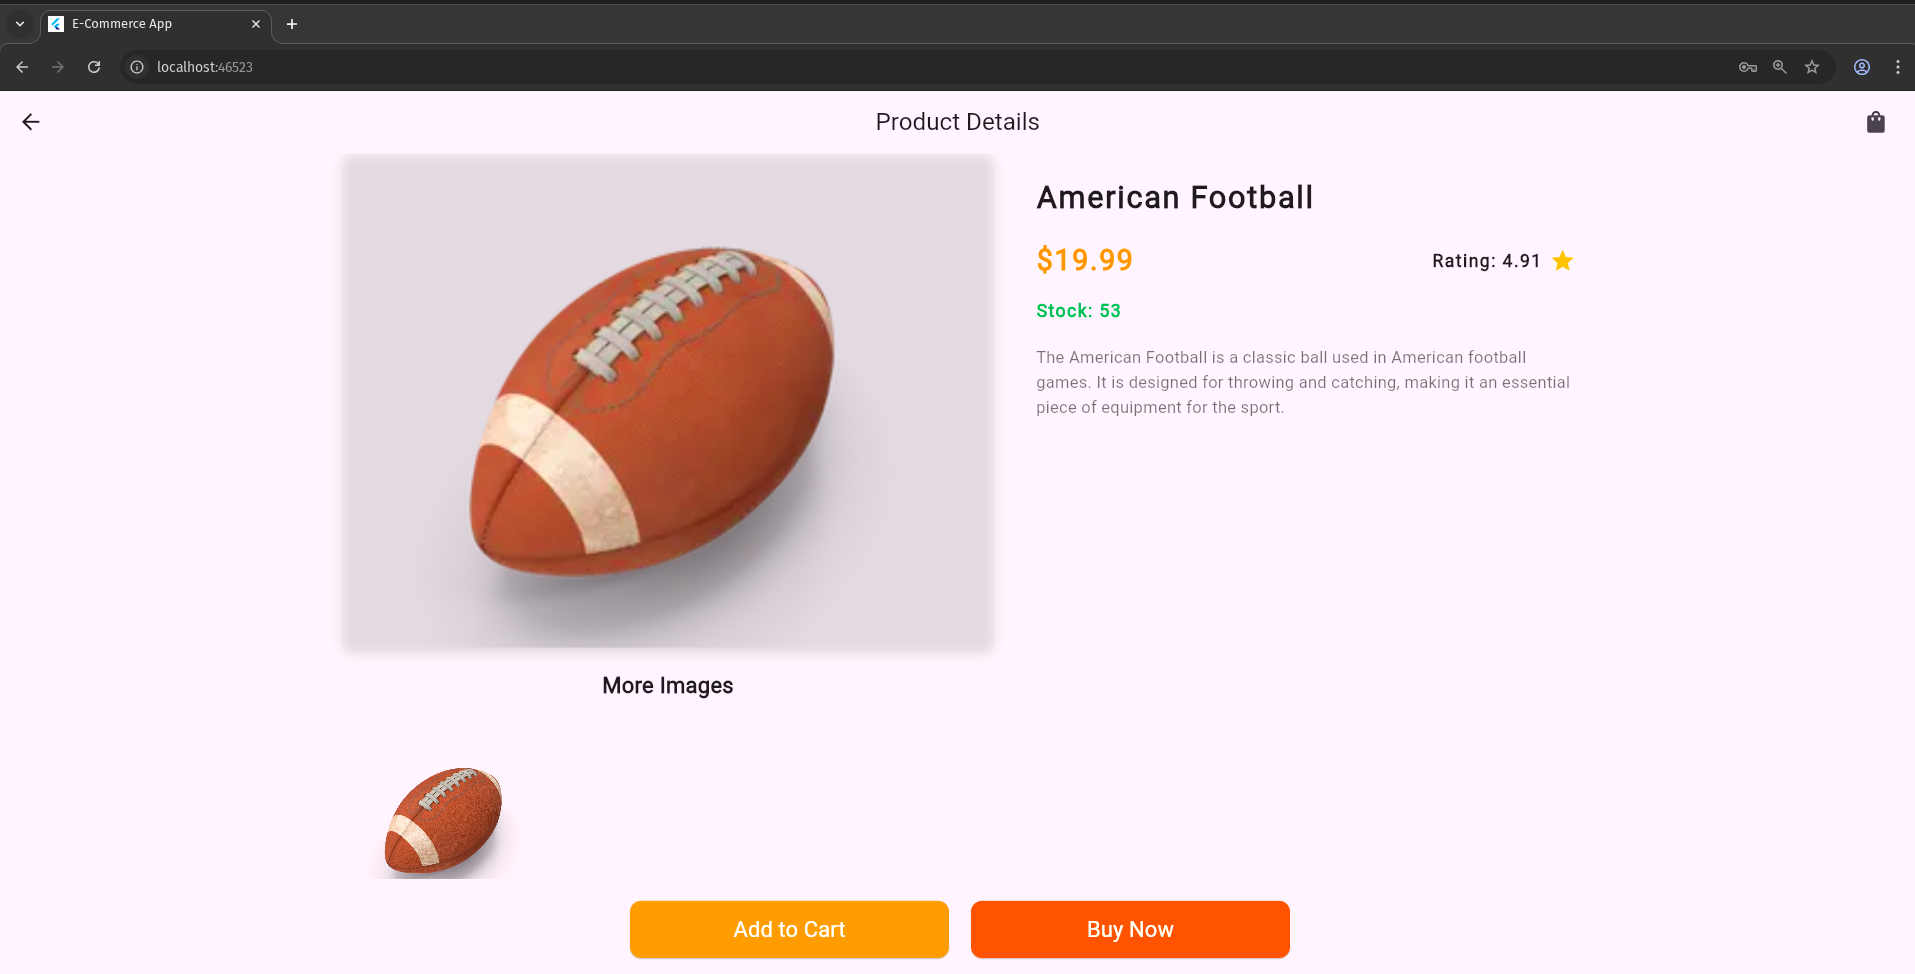 E-Commerce App
localhost:46523
Product Details
American Football
$19.99
Rating: 4.91
Stock: 53
The American Football is a classic ball used in American football
games. It is designed for throwing and catching, making it an essential
piece of equipment for the sport.
More Images
Add to Cart
Buy Now